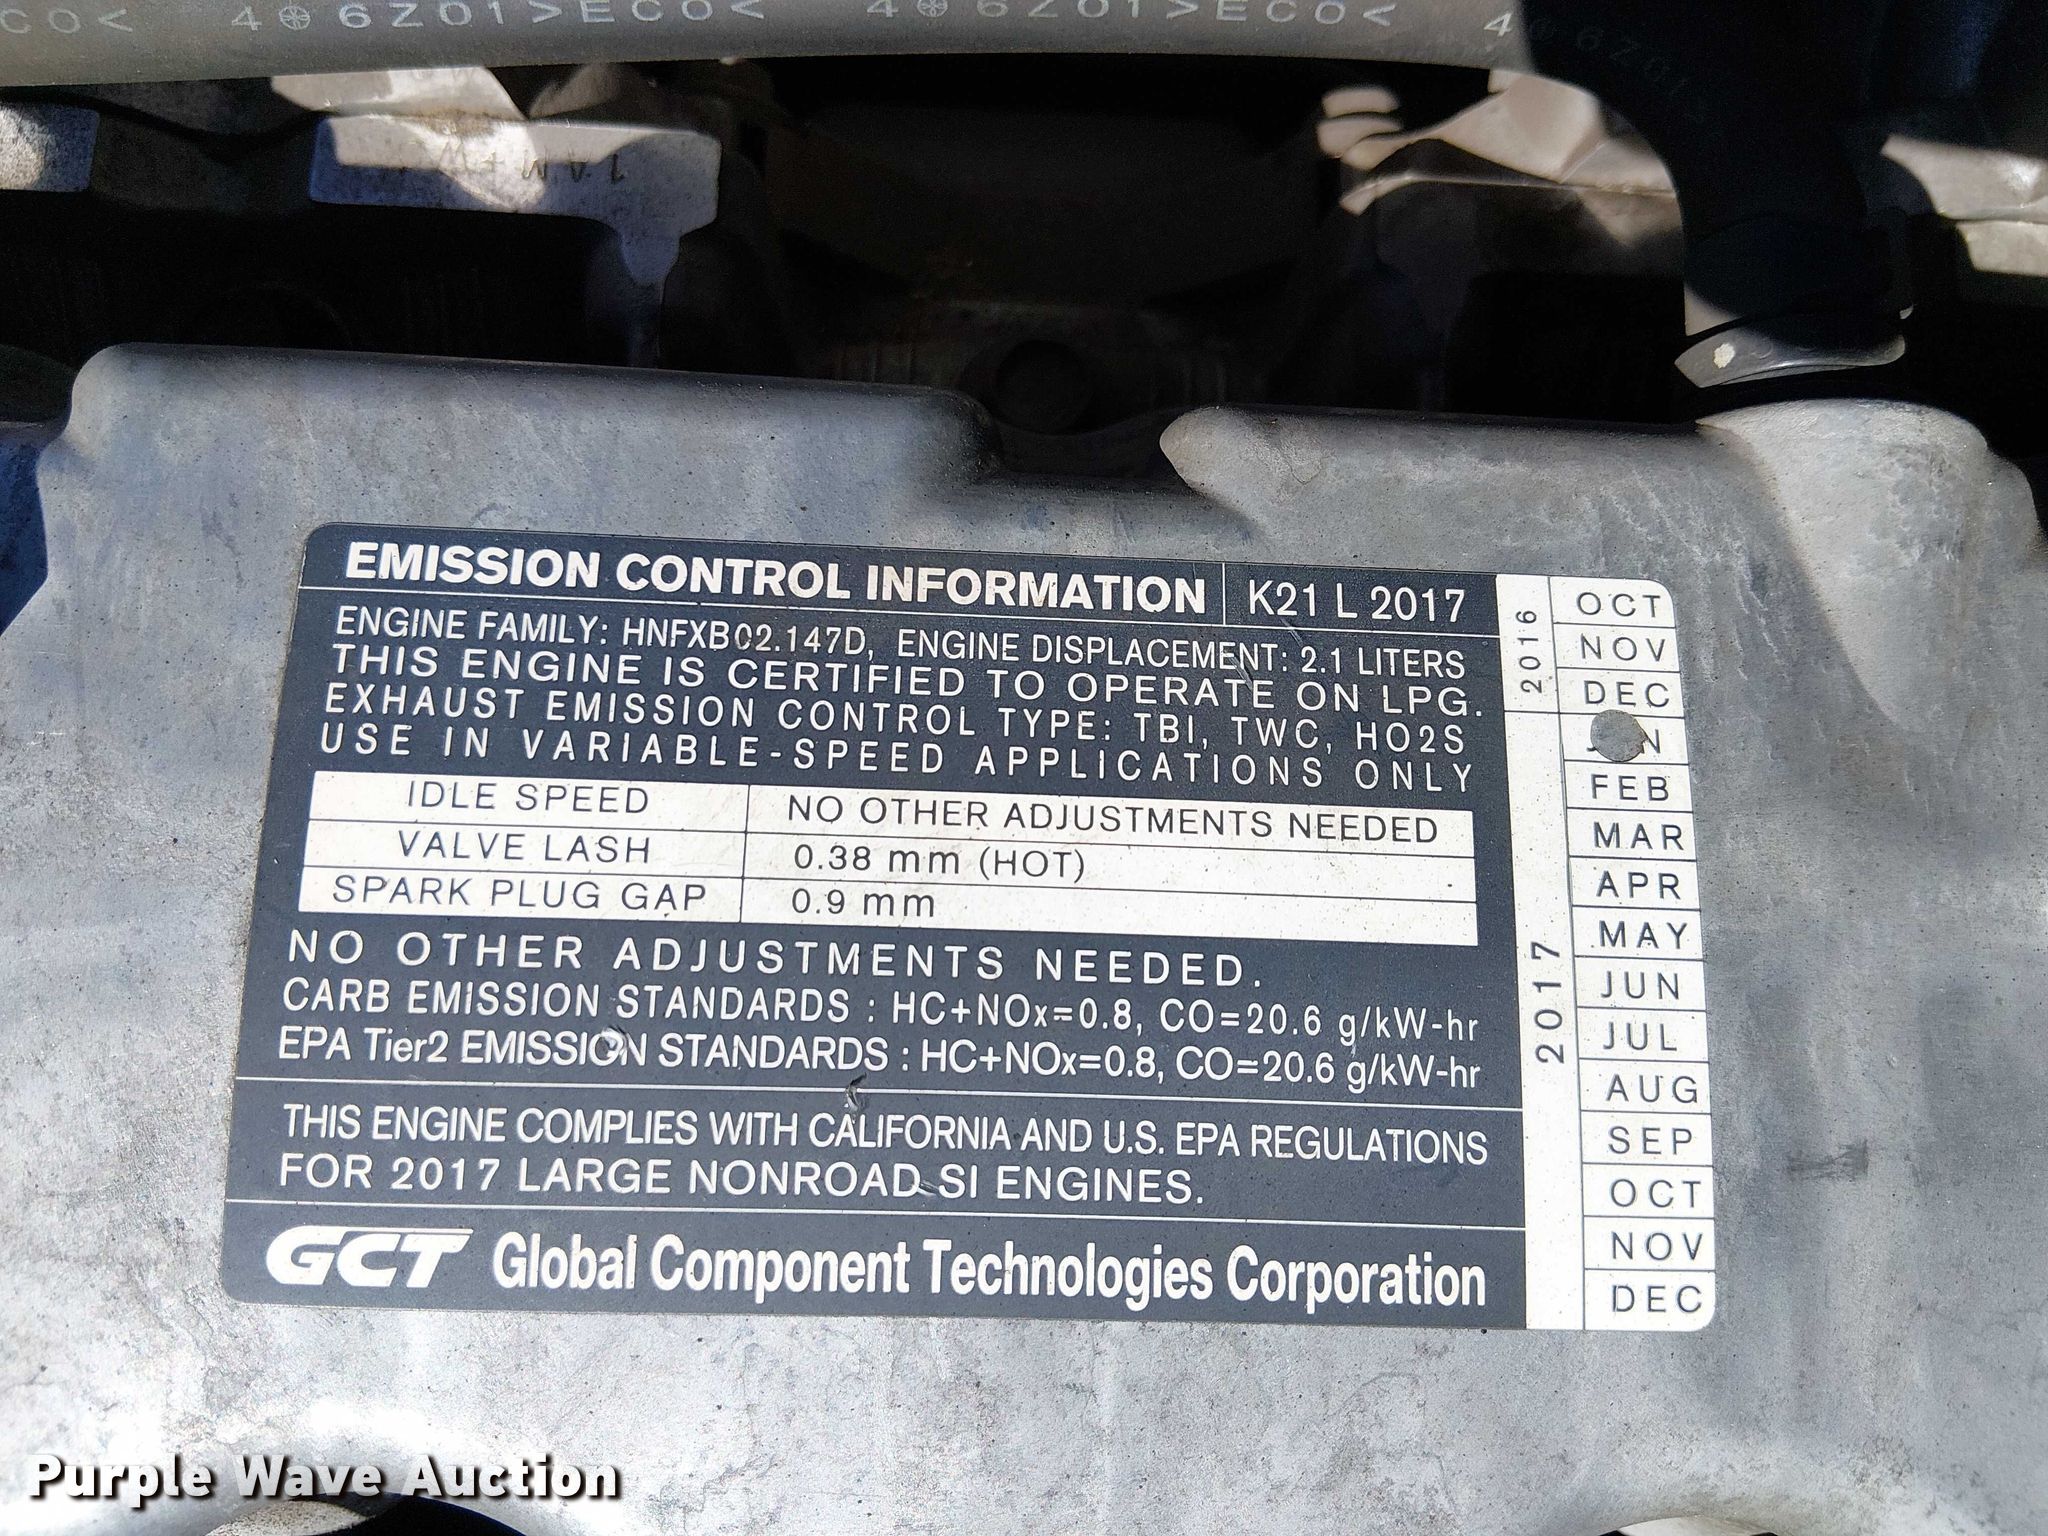 4 6Z01>ECO< 4 6Z01>ECO<
EMISSION CONTROL INFORMATION K21 L 2017
ENGINE FAMILY: HNFXB02.147D, ENGINE DISPLACEMENT: 2.1 LITERS
THIS ENGINE IS CERTIFIED TO OPERATE ON LPG.
EXHAUST EMISSION CONTROL TYPE: TBI, TWC, HO2S
USE IN VARIABLE-SPEED APPLICATIONS ONLY
IDLE SPEED NO OTHER ADJUSTMENTS NEEDED
VALVE LASH 0.38 mm (HOT)
SPARK PLUG GAP 0.9 mm
NO OTHER ADJUSTMENTS NEEDED.
CARB EMISSION STANDARDS : HC+NOx=0.8, CO=20.6 g/kW-hr
EPA Tier2 EMISSION STANDARDS : HC+NOx=0.8, CO=20.6 g/kW-hr
THIS ENGINE COMPLIES WITH CALIFORNIA AND U.S. EPA REGULATIONS
FOR 2017 LARGE NONROAD SI ENGINES.
GCT Global Component Technologies Corporation
2016
OCT
NOV
DEC
2017
FEB
MAR
APR
MAY
JUN
JUL
AUG
SEP
OCT
NOV
DEC
Purple Wave Auction